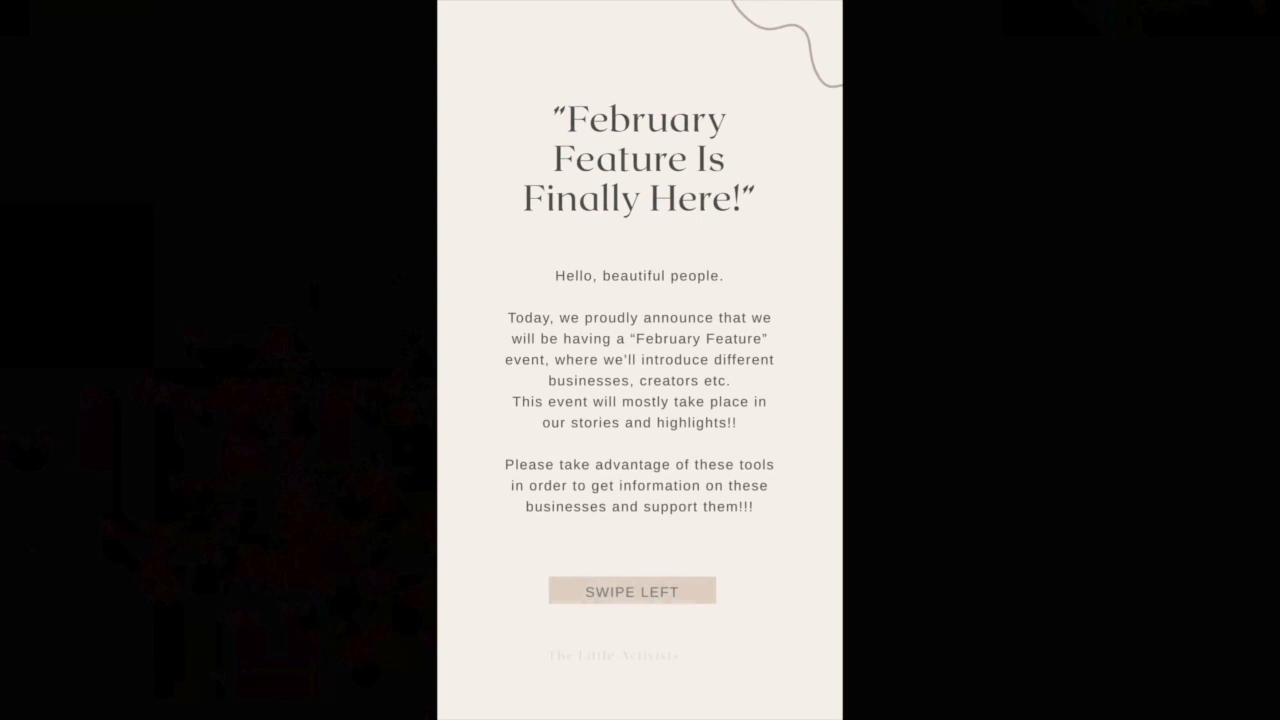 "February
Feature Is
Finally Here!"
Hello, beautiful people.
Today, we proudly announce that we
will be having a “February Feature”
event, where we’ll introduce different
businesses, creators etc.
This event will mostly take place in
our stories and highlights!!
Please take advantage of these tools
in order to get information on these
businesses and support them!!!
SWIPE LEFT
The Little Activists